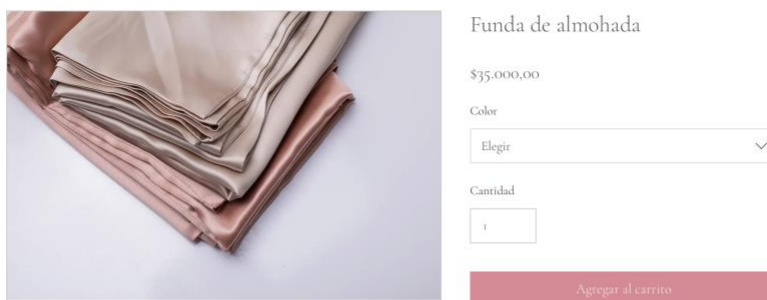 Funda de almohada
$35.000,00
Color
Elegir
Cantidad
1
Agregar al carrito